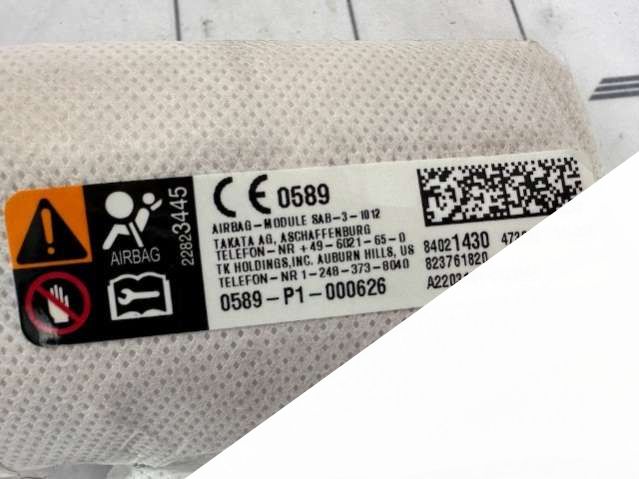 AIRBAG
22823445
CE 0589
AIRBAG-MODULE SAB-3-1012
TAKATA AG, ASCHAFFENBURG
TELEFON-NR +49-6021-65-0
TK HOLDINGS,INC. AUBURN HILLS, US
TELEFON-NR 1-248-373-8040
0589-P1-000626
84021430
823761820